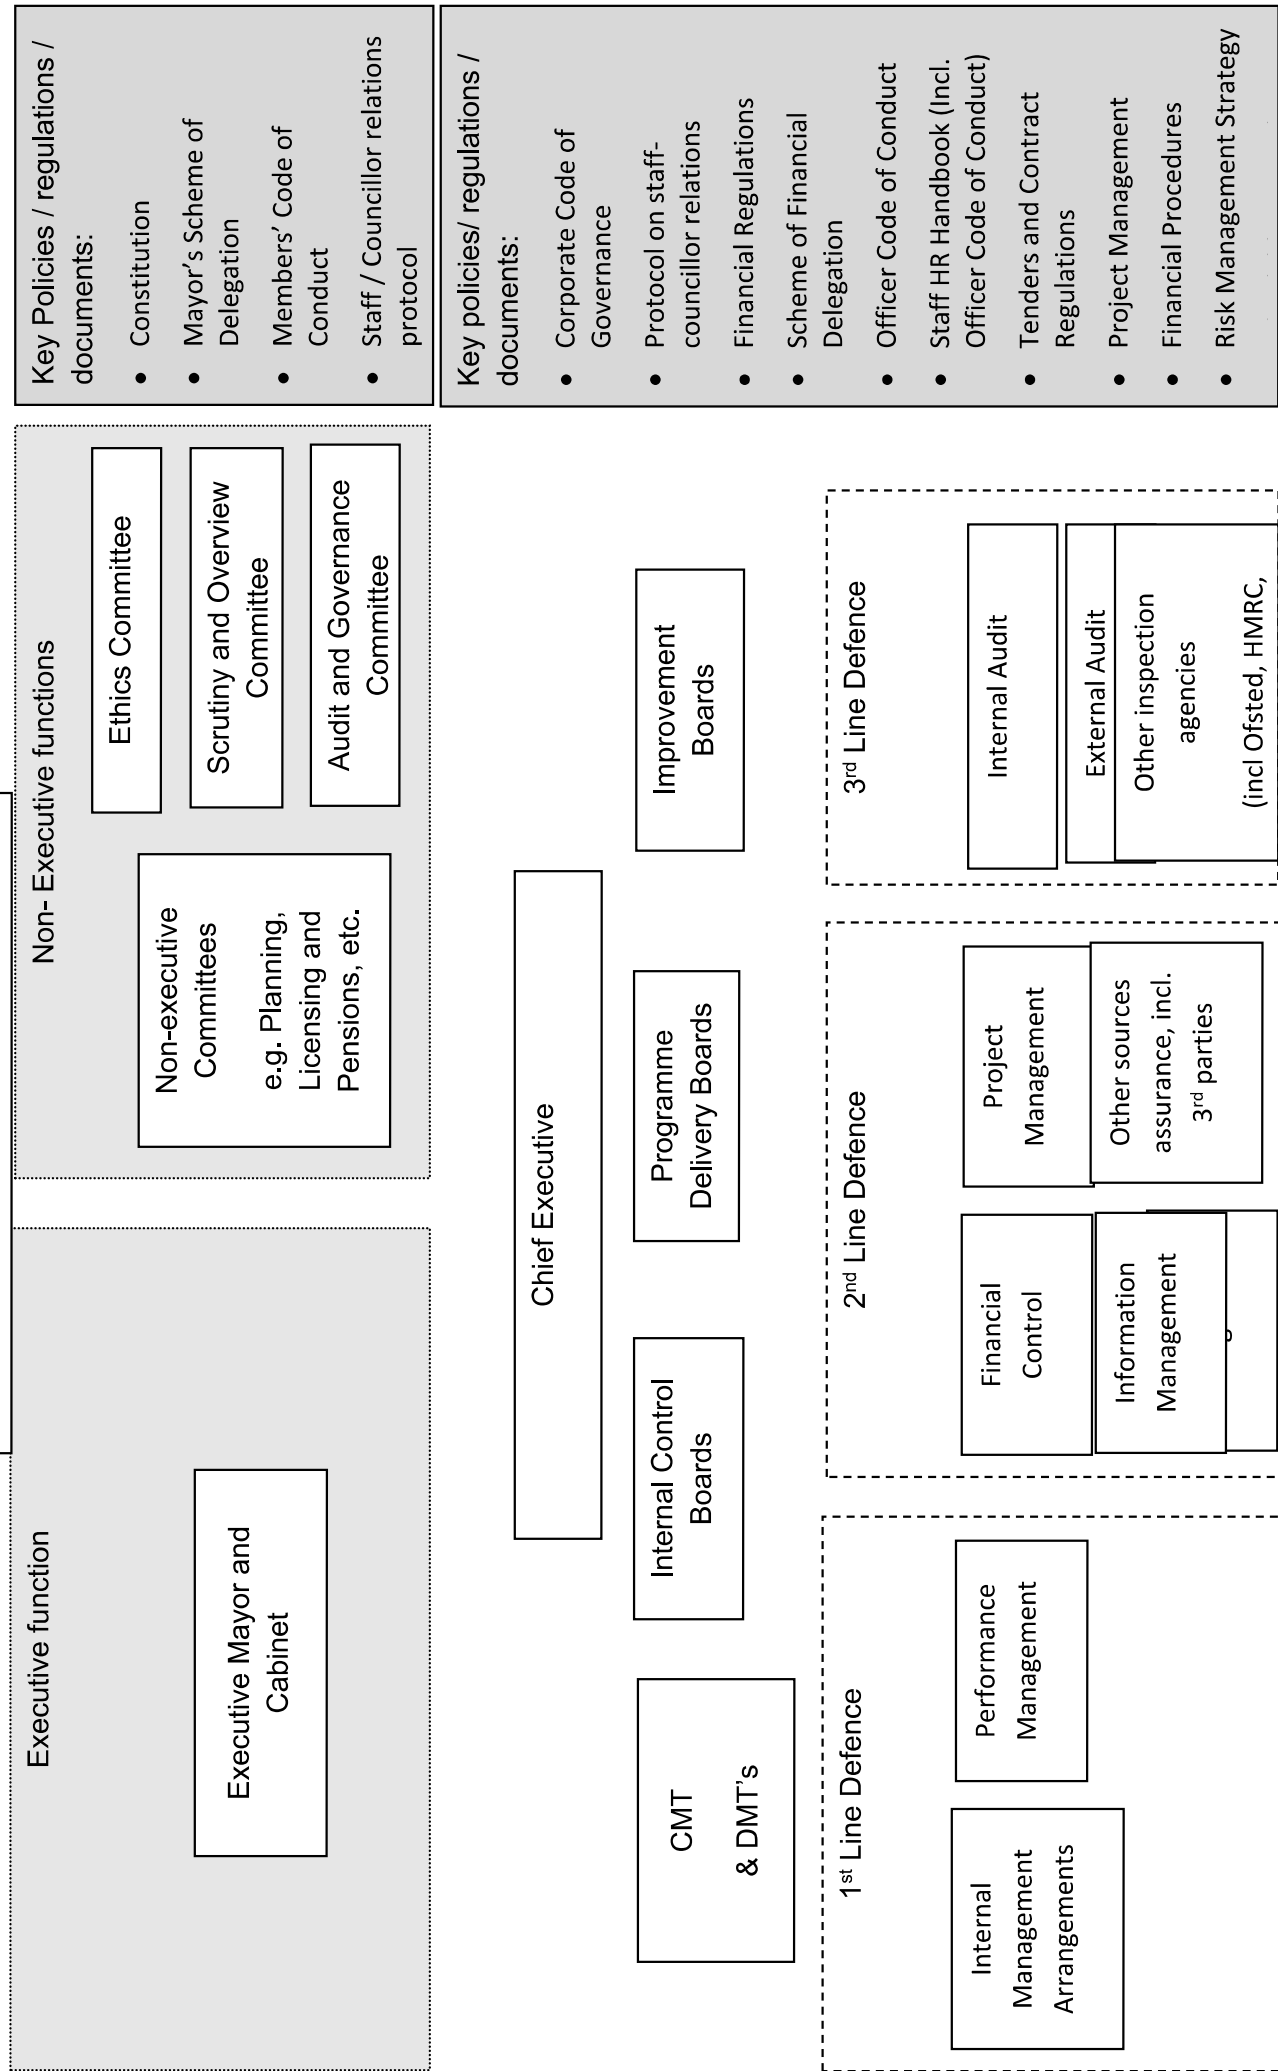 Executive function
Executive Mayor and
Cabinet
Non- Executive functions
Non-executive
Committees
e.g. Planning,
Licensing and
Pensions, etc.
Ethics Committee
Scrutiny and Overview
Committee
Audit and Governance
Committee
Key Policies / regulations /
documents:
• Constitution
• Mayor's Scheme of
Delegation
• Members' Code of
Conduct
• Staff / Councillor relations
protocol
Chief Executive
CMT
& DMT's
Internal Control
Boards
Programme
Delivery Boards
Improvement
Boards
1st Line Defence
Internal
Management
Arrangements
Performance
Management
2nd Line Defence
Financial
Control
Information
Management
Project
Management
Other sources
assurance, incl.
3rd parties
3rd Line Defence
Internal Audit
External Audit
Other inspection
agencies
(incl Ofsted, HMRC,
Key policies/ regulations /
documents:
• Corporate Code of
Governance
• Protocol on staff-
councillor relations
• Financial Regulations
• Scheme of Financial
Delegation
• Officer Code of Conduct
• Staff HR Handbook (Incl.
Officer Code of Conduct)
• Tenders and Contract
Regulations
• Project Management
• Financial Procedures
• Risk Management Strategy